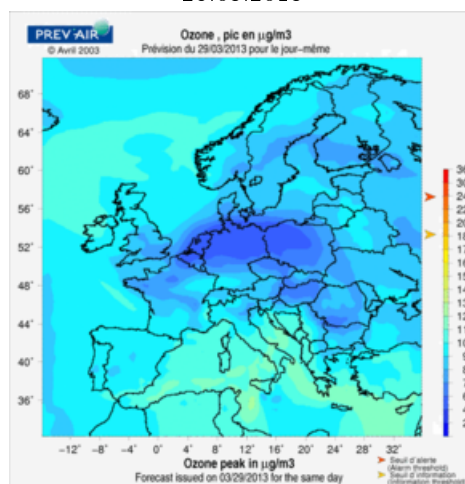 PREV'AIR
© Avril 2003
Ozone , pic en µg/m3
Prévision du 29/03/2013 pour le jour-même
68°
64°
60°
56°
52°
48°
44°
40°
36°
-12° -8° -4° 0° 4° 8° 12° 16° 20° 24° 28° 32°
Ozone peak in µg/m3
Forecast issued on 03/29/2013 for the same day
Seuil d'alerte
(Alarm threshold)
Seuil d'information
(Information threshold)